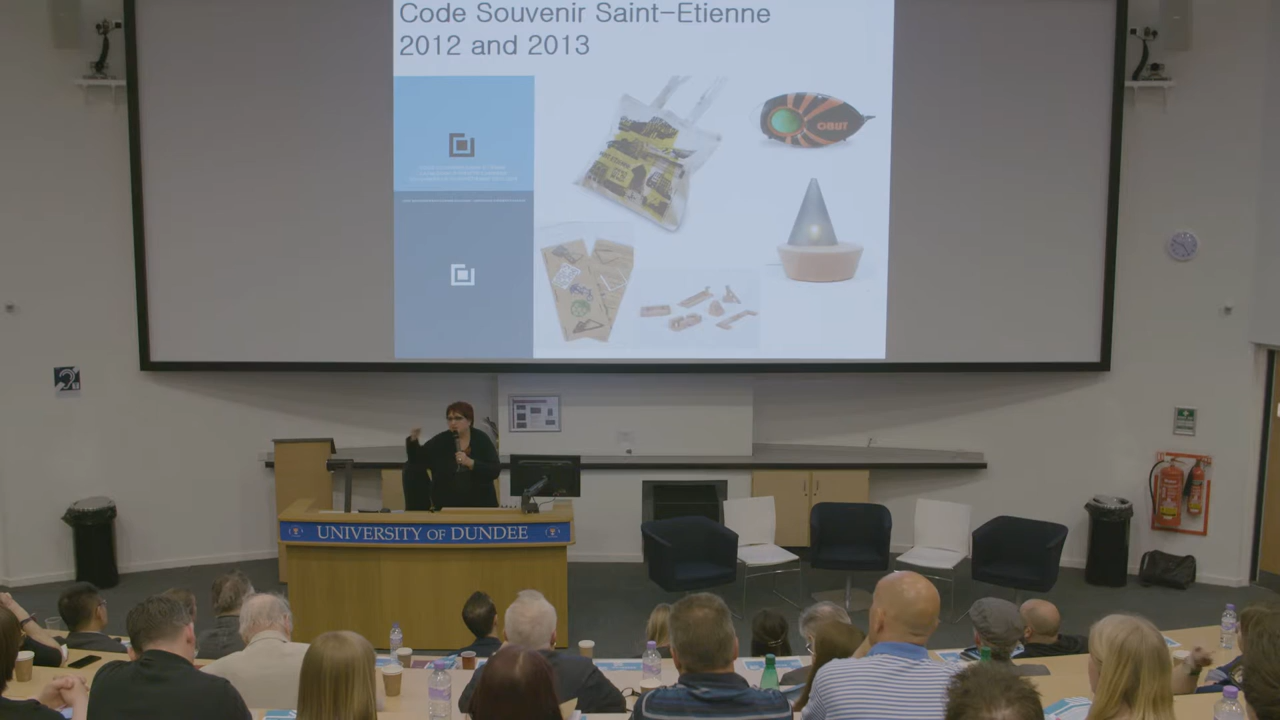 Code Souvenir Saint-Etienne
2012 and 2013
OBUT
UNIVERSITY OF DUNDEE